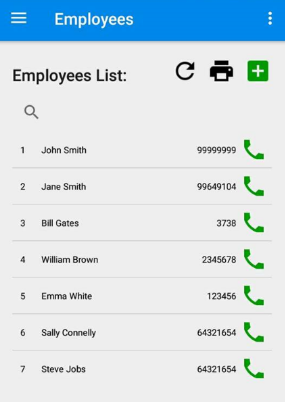 Employees
Employees List:
1 John Smith 99999999
2 Jane Smith 99649104
3 Bill Gates 3738
4 William Brown 2345678
5 Emma White 123456
6 Sally Connelly 64321654
7 Steve Jobs 64321654